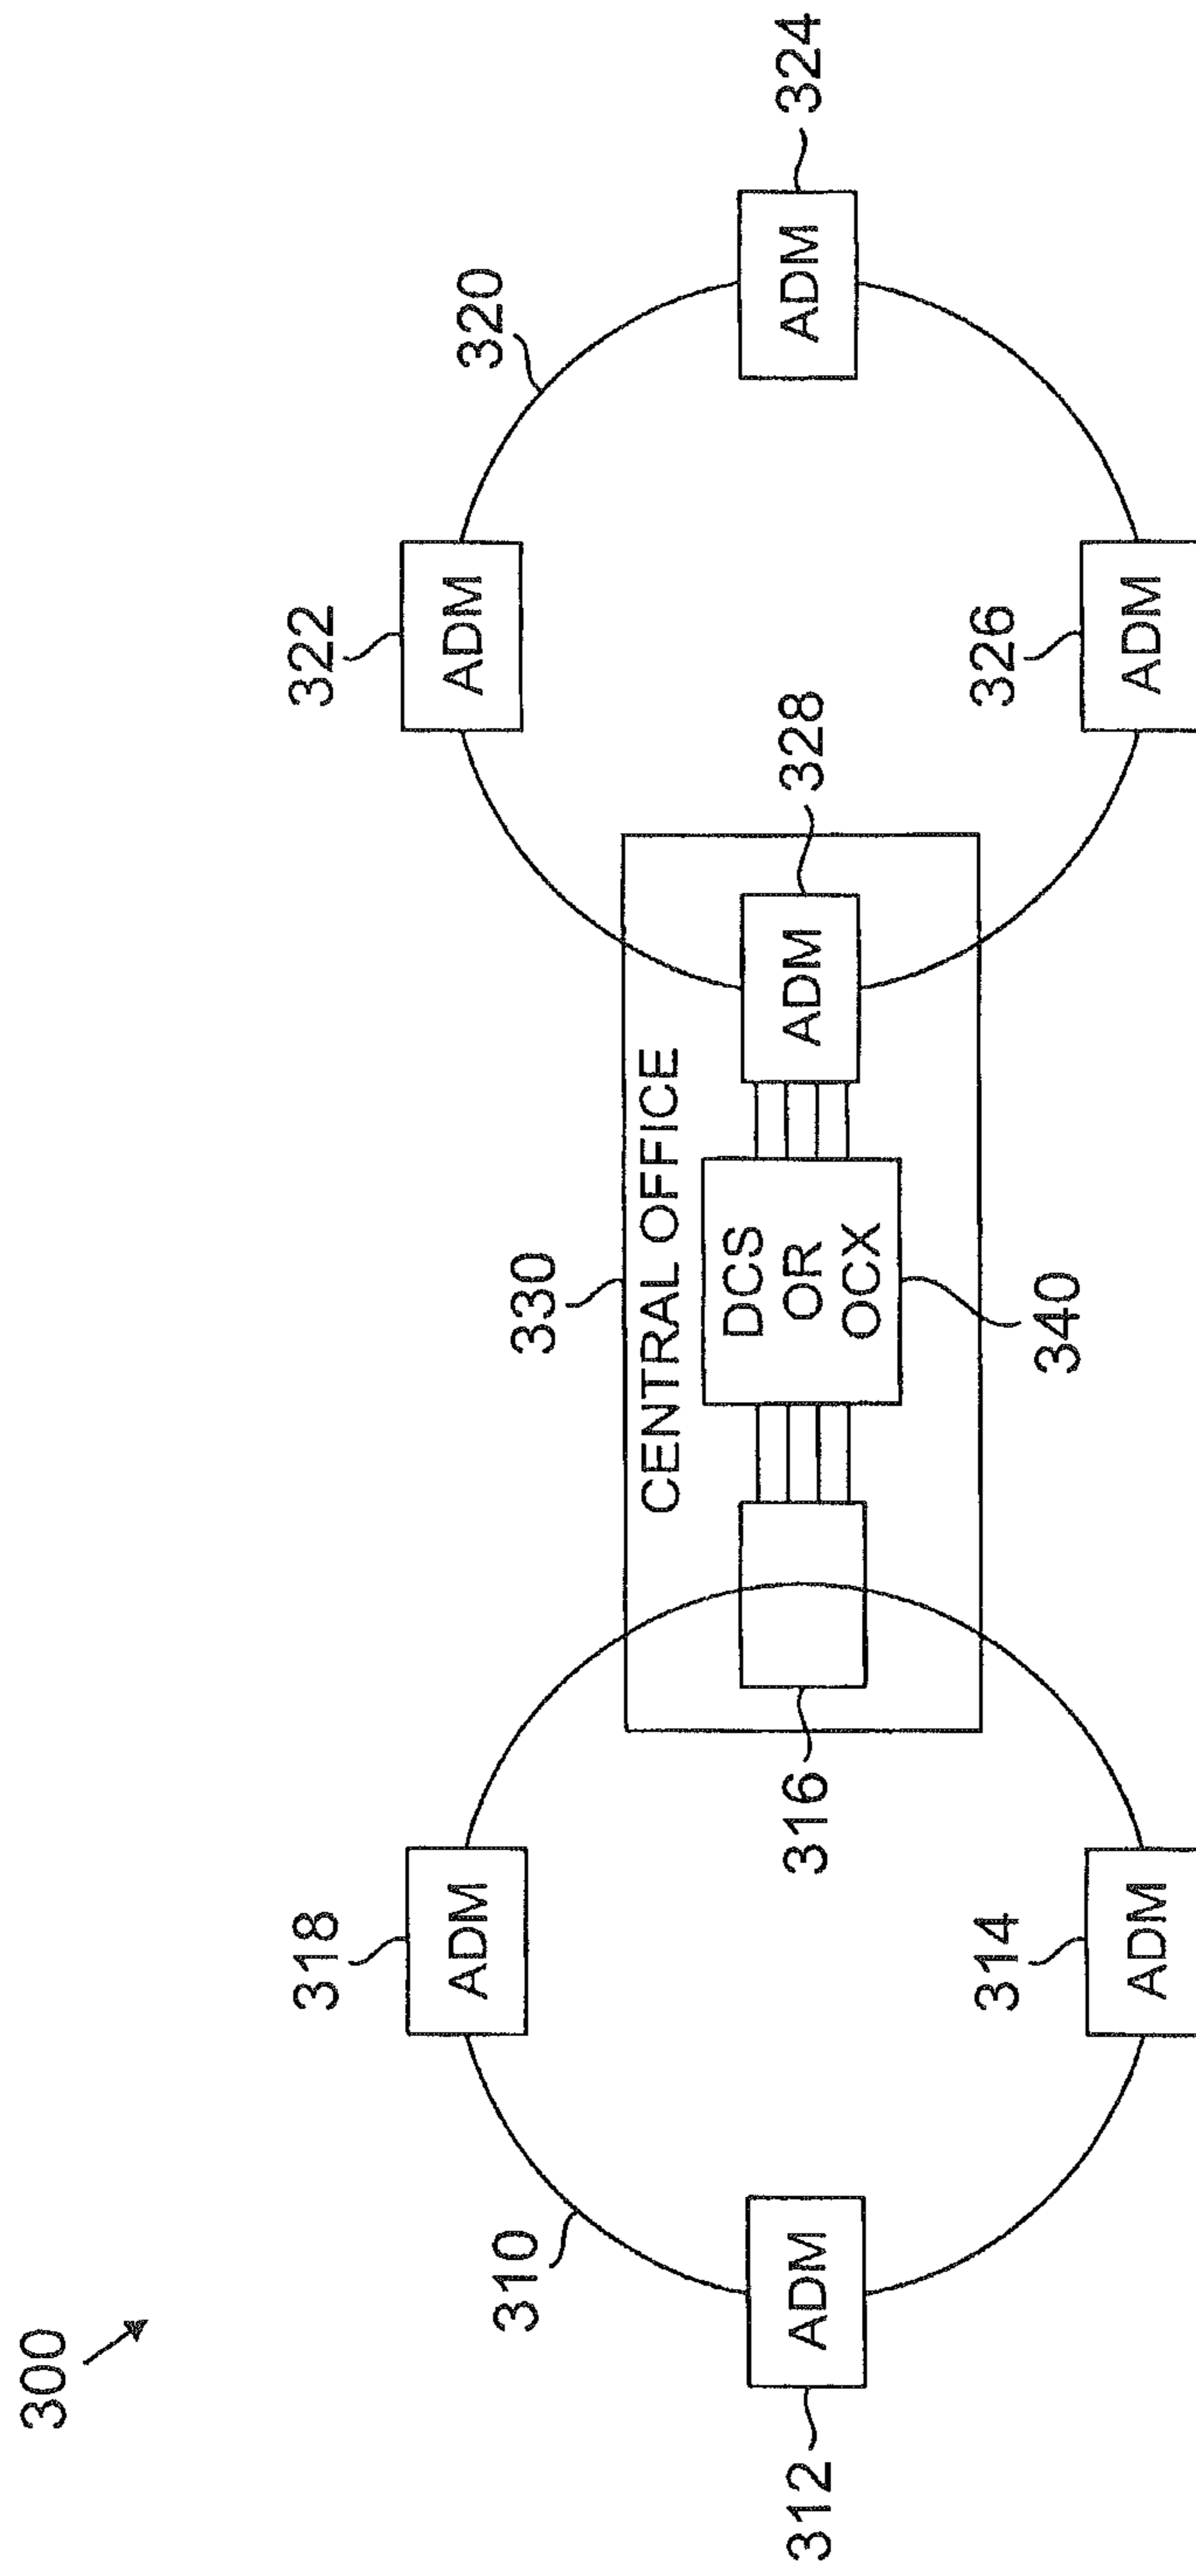 300
310
312
ADM
318
ADM
314
ADM
316
330
CENTRAL OFFICE
DCS
OR
OCX
340
ADM
328
322
ADM
326
ADM
320
ADM
324